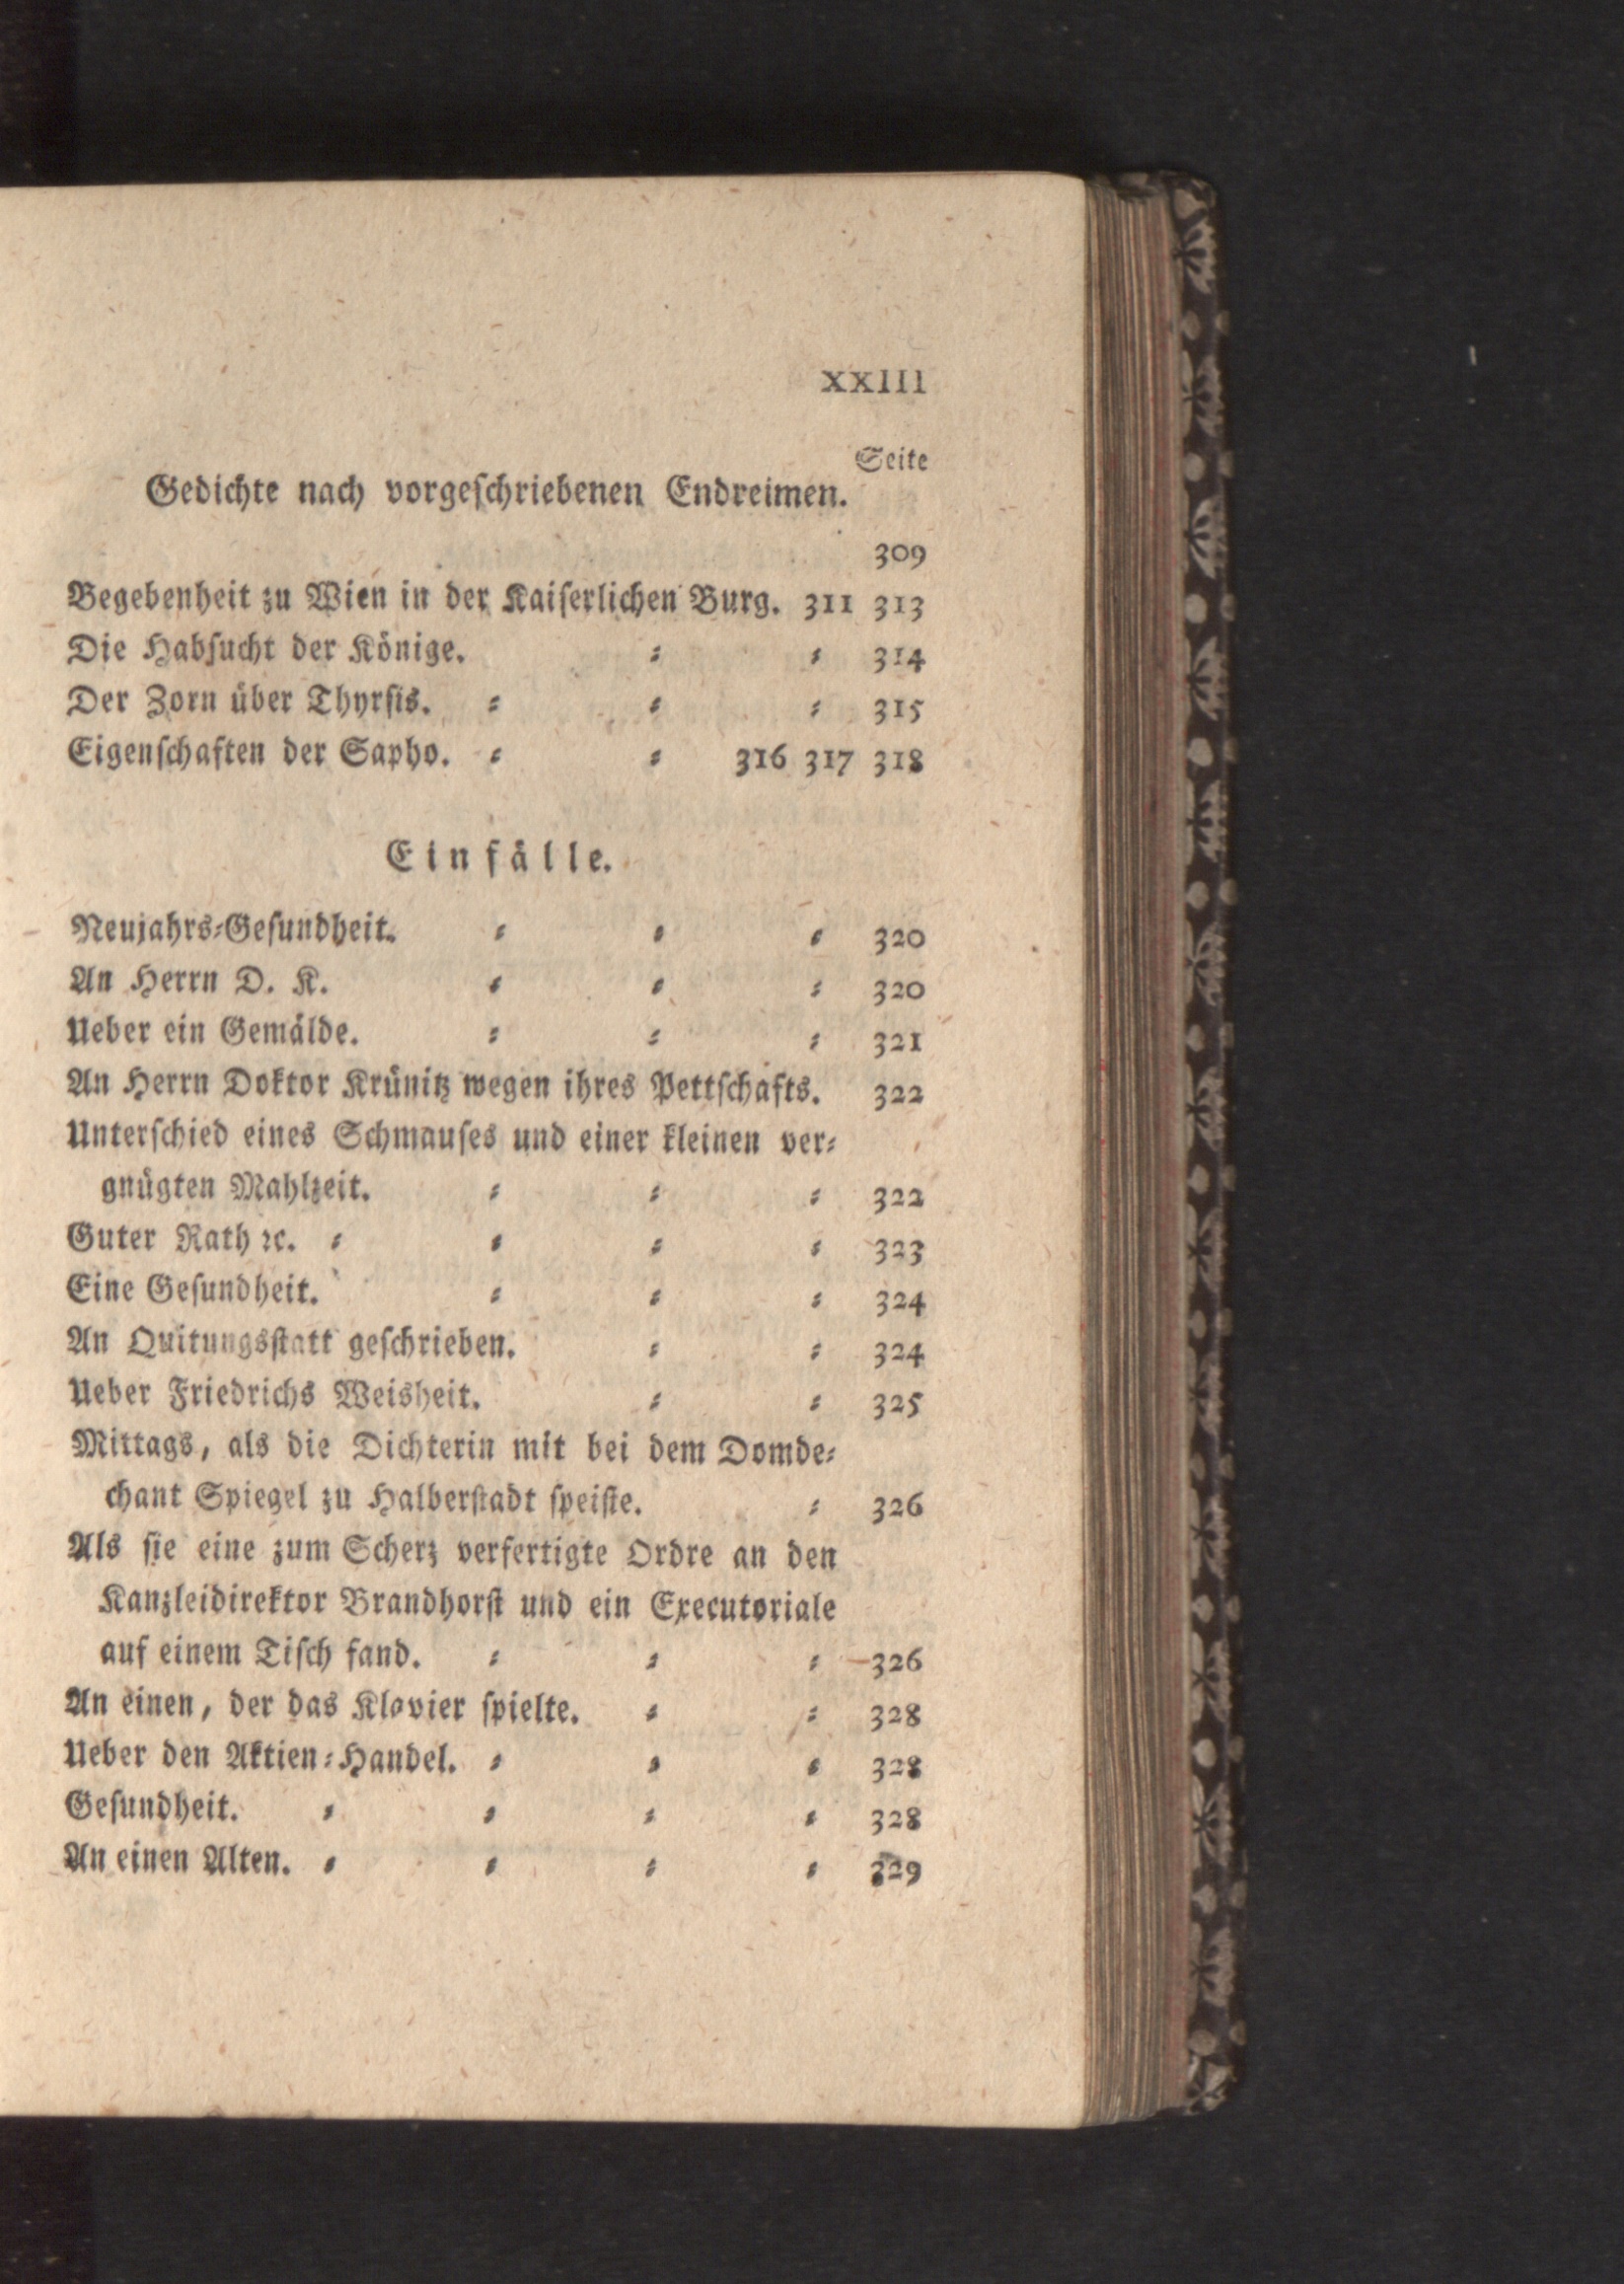 XXIII
Seite
Gedichte nach vorgeſchriebenen Endreimen.
309
Begebenheit zu Wien in der Kaiſerlichen Burg. 311 313
Die Habſucht der Könige. ⸗ ⸗ 314
Der Zorn über Thyrſis. ⸗ ⸗ ⸗ 315
Eigenſchaften der Sapho. ⸗ ⸗ 316 317 318
Einfälle.
Neujahrs⸗Geſundheit. ⸗ ⸗ ⸗ 320
An Herrn D. K. ⸗ ⸗ ⸗ 320
Ueber ein Gemälde. ⸗ ⸗ ⸗ 321
An Herrn Doktor Krünitz wegen ihres Pettſchafts. 322
Unterſchied eines Schmauſes und einer kleinen ver⸗
gnügten Mahlzeit. ⸗ ⸗ ⸗ 322
Guter Rath ꝛc. ⸗ ⸗ ⸗ ⸗ 323
Eine Geſundheit. ⸗ ⸗ ⸗ 324
An Quitungsſtatt geſchrieben. ⸗ ⸗ 324
Ueber Friedrichs Weisheit. ⸗ ⸗ 325
Mittags, als die Dichterin mit bei dem Domde⸗
chant Spiegel zu Halberſtadt ſpeiſte. ⸗ 326
Als ſie eine zum Scherz verfertigte Ordre an den
Kanzleidirektor Brandhorſt und ein Executoriale
auf einem Tiſch fand. ⸗ ⸗ ⸗ 326
An einen, der das Klavier ſpielte. ⸗ ⸗ 328
Ueber den Aktien⸗Handel. ⸗ ⸗ ⸗ 328
Geſundheit. ⸗ ⸗ ⸗ ⸗ 328
An einen Alten. ⸗ ⸗ ⸗ ⸗ 329